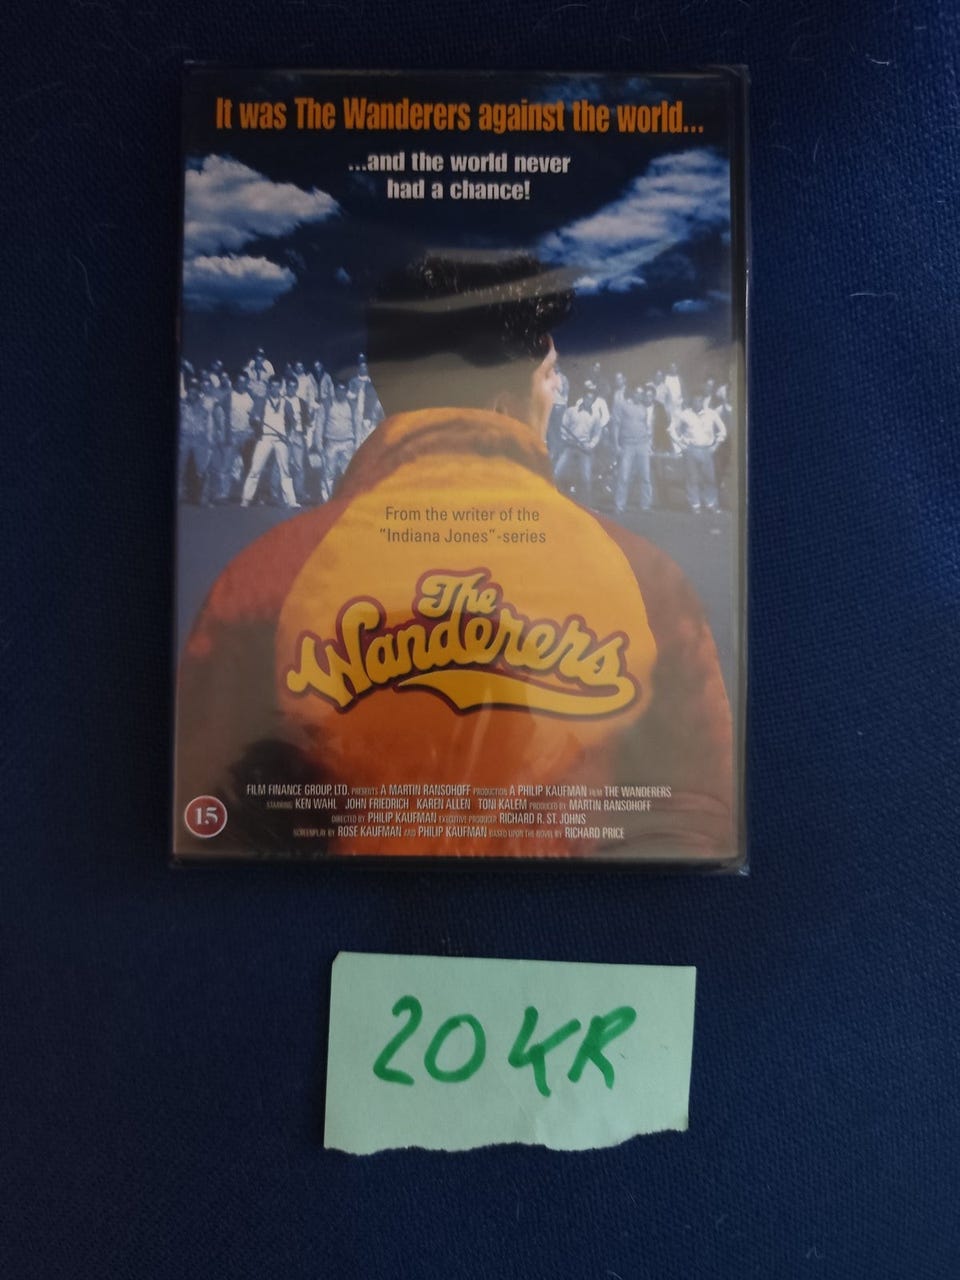 It was The Wanderers against the world...
...and the world never
had a chance!
From the writer of the
"Indiana Jones"-series
The
Wanderers
FILM FINANCE GROUP, LTD. PRESENTS A MARTIN RANSOHOFF PRODUCTION A PHILIP KAUFMAN FILM THE WANDERERS
STARRING KEN WAHL JOHN FRIEDRICH KAREN ALLEN TONI KALEM PRODUCED BY MARTIN RANSOHOFF
DIRECTED BY PHILIP KAUFMAN EXECUTIVE PRODUCER RICHARD R. ST. JOHNS
SCREENPLAY BY ROSE KAUFMAN AND PHILIP KAUFMAN BASED UPON THE NOVEL BY RICHARD PRICE
15
20 KR